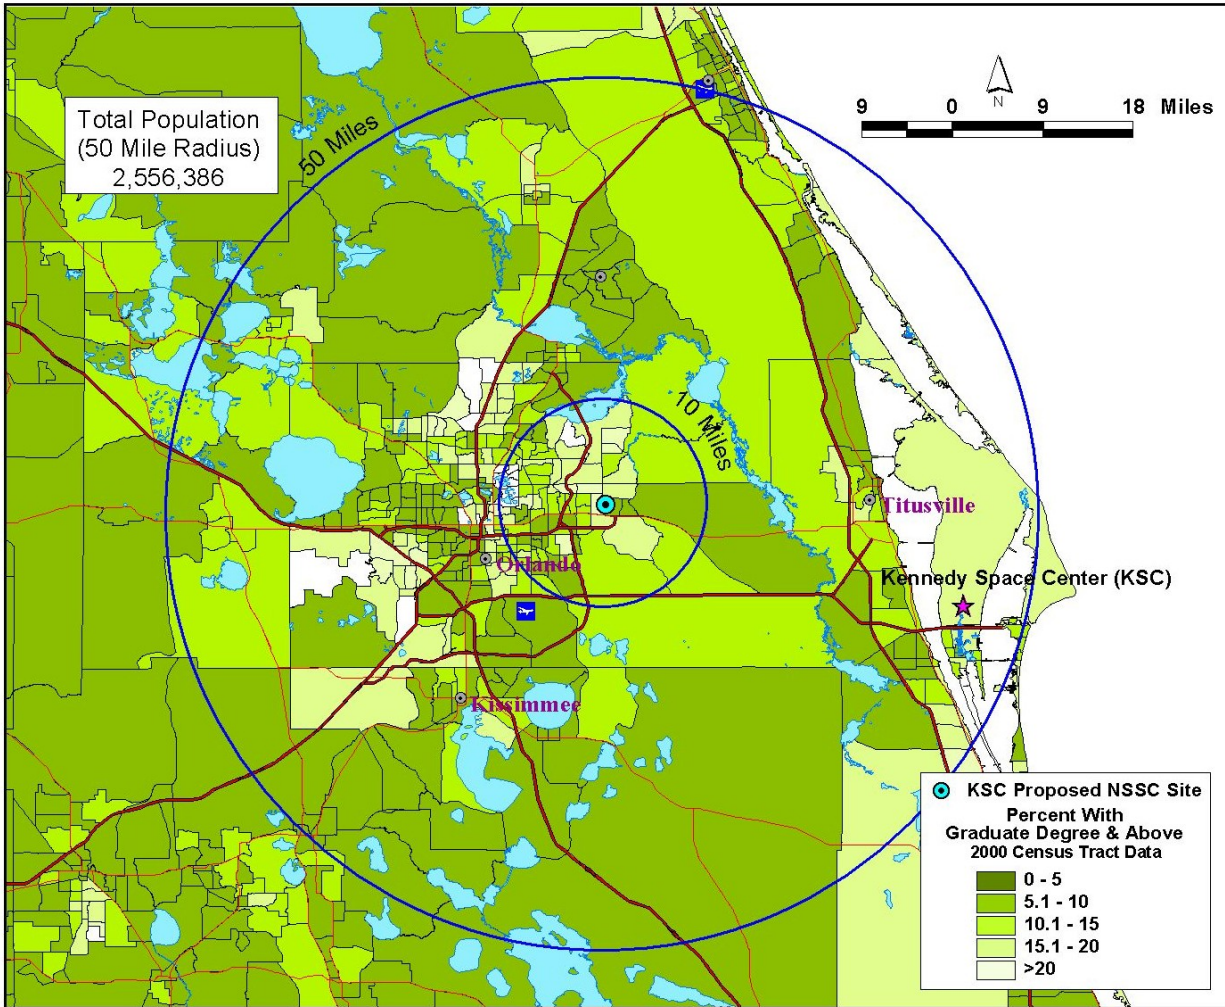 Total Population
(50 Mile Radius)
2,556,386
50 Miles
N
9 0 9 18 Miles
10 Miles
Titusville
Orlando
Kennedy Space Center (KSC)
Kissimmee
KSC Proposed NSSC Site
Percent With
Graduate Degree & Above
2000 Census Tract Data
0 - 5
5.1 - 10
10.1 - 15
15.1 - 20
>20